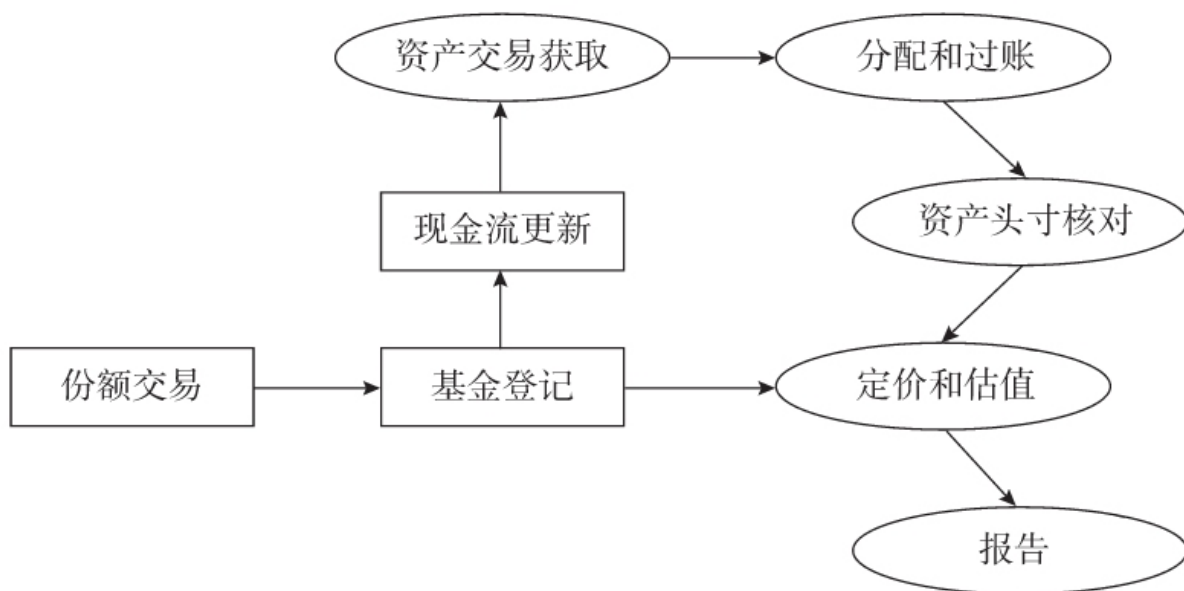 资产交易获取
分配和过账
现金流更新
资产头寸核对
份额交易
基金登记
定价和估值
报告